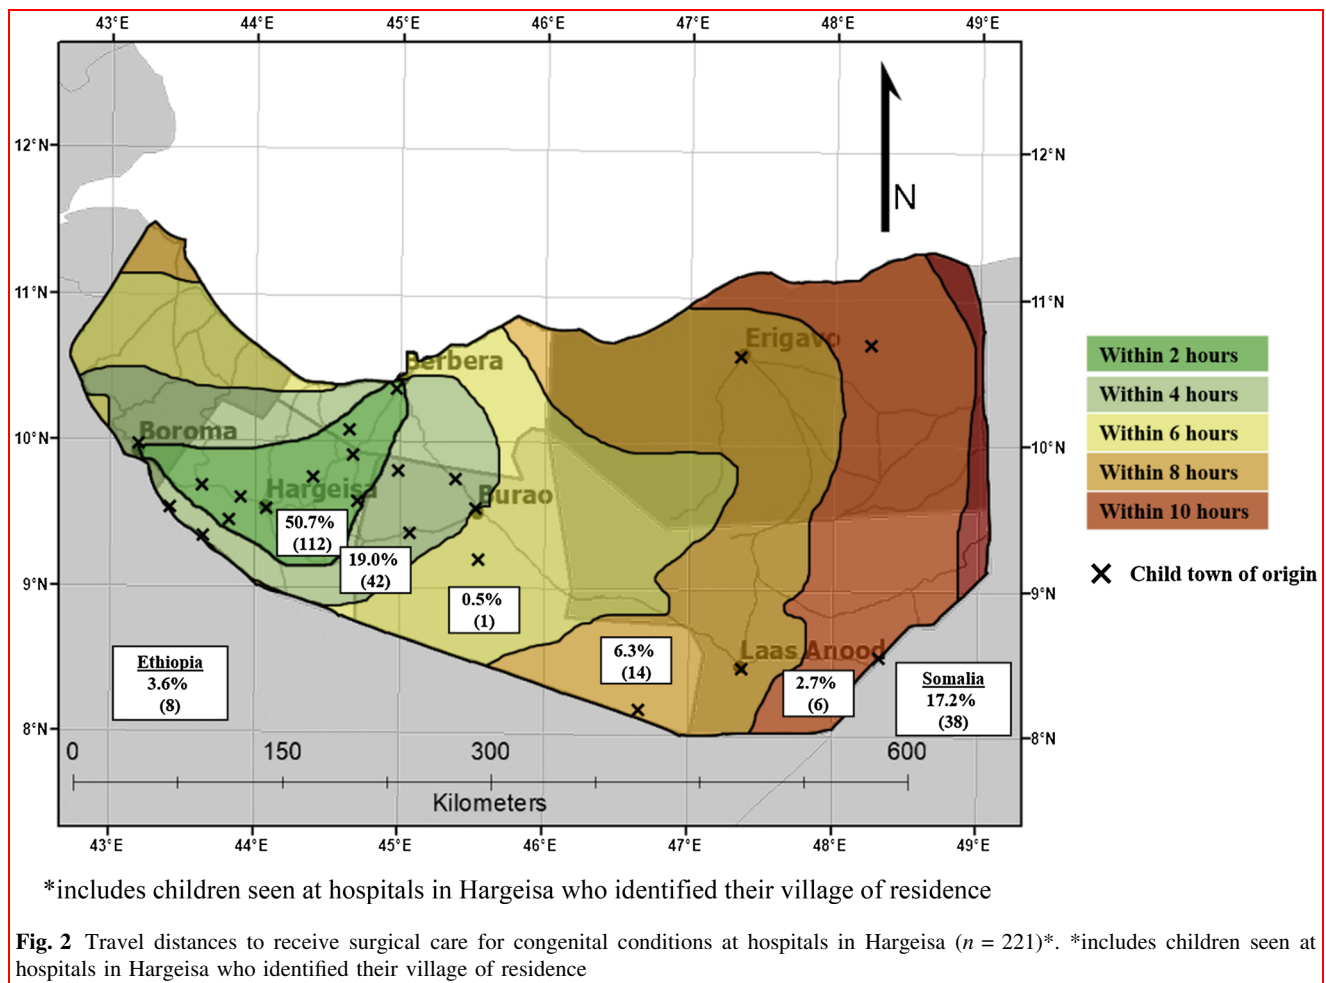 43°E 44°E 45°E 46°E 47°E 48°E 49°E
12°N
12°N
N
11°N
11°N
Erigavo
Berbera
Within 2 hours
Within 4 hours
Within 6 hours
Within 8 hours
Within 10 hours
10°N
10°N
Boroma
Hargeisa
Burao
50.7%
(112)
19.0%
(42)
Child town of origin
9°N
9°N
0.5%
(1)
6.3%
(14)
Laas Anood
2.7%
(6)
Ethiopia
3.6%
(8)
Somalia
17.2%
(38)
8°N
8°N
0 150 300 600
Kilometers
43°E 44°E 45°E 46°E 47°E 48°E 49°E
*includes children seen at hospitals in Hargeisa who identified their village of residence
Fig. 2 Travel distances to receive surgical care for congenital conditions at hospitals in Hargeisa (n = 221)*. *includes children seen at
hospitals in Hargeisa who identified their village of residence